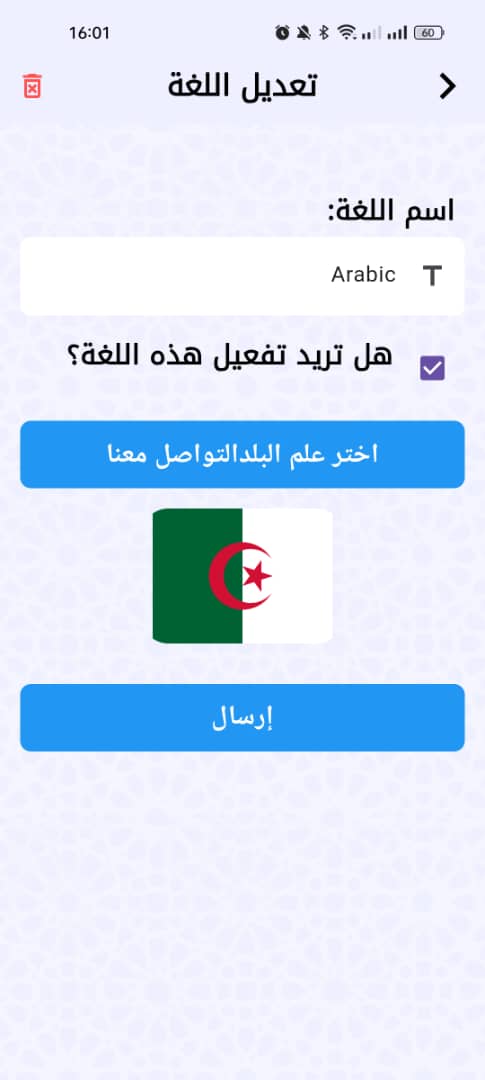 16:01
60
تعديل اللغة
اسم اللغة:
Arabic
هل تريد تفعيل هذه اللغة؟
اختر علم البلدالتواصل معنا
إرسال